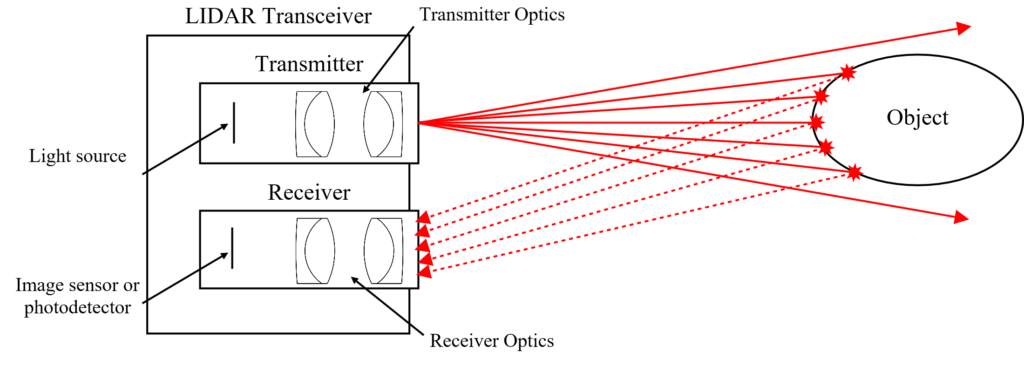 LIDAR Transceiver
Transmitter Optics
Transmitter
Object
Light source
Receiver
Image sensor or
photodetector
Receiver Optics